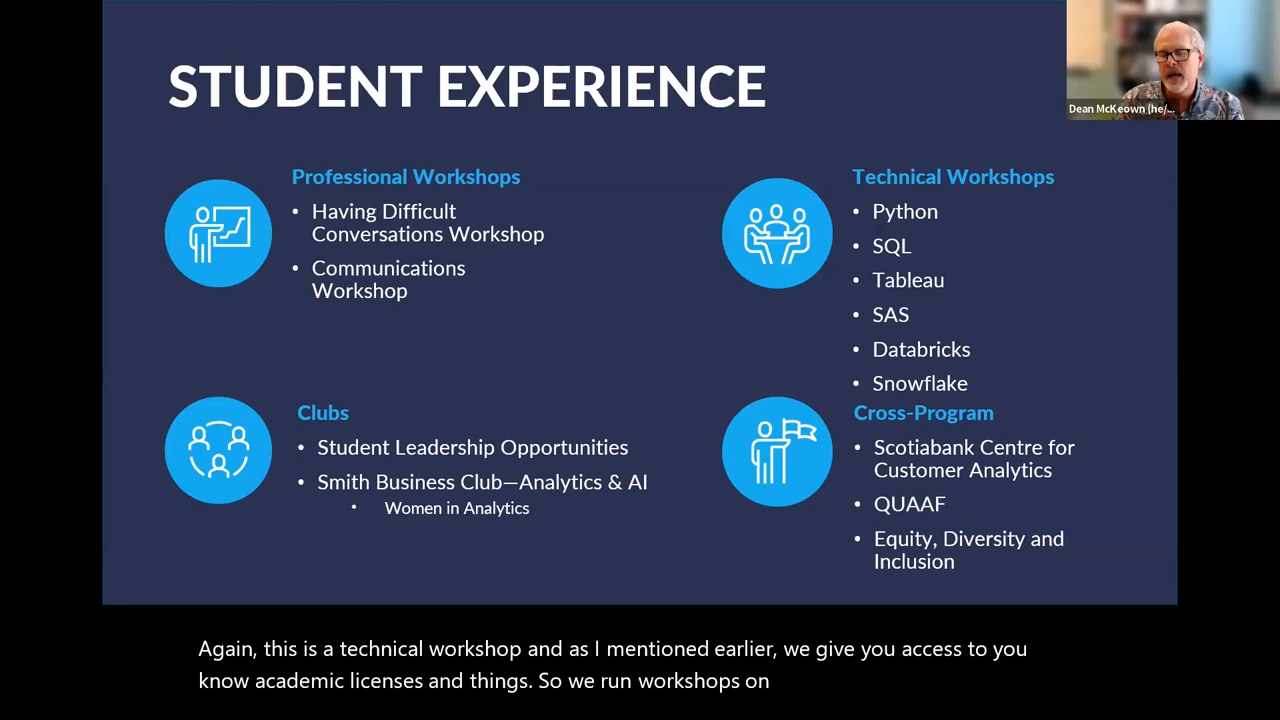 STUDENT EXPERIENCE
Dean McKeown (he/...
Professional Workshops
• Having Difficult
Conversations Workshop
• Communications
Workshop
Technical Workshops
• Python
• SQL
• Tableau
• SAS
• Databricks
• Snowflake
Clubs
• Student Leadership Opportunities
• Smith Business Club—Analytics & AI
• Women in Analytics
Cross-Program
• Scotiabank Centre for
Customer Analytics
• QUAAF
• Equity, Diversity and
Inclusion
Again, this is a technical workshop and as I mentioned earlier, we give you access to you
know academic licenses and things. So we run workshops on